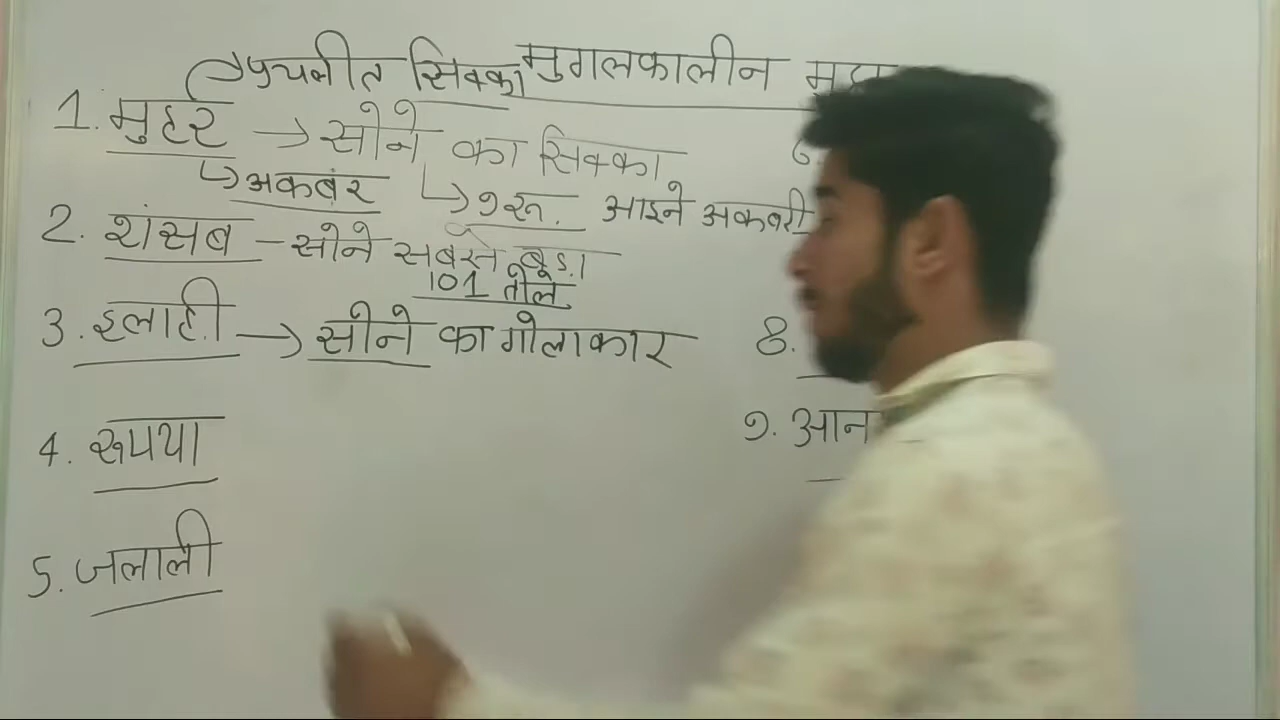 प्रचलीत सिक्का मुगलकालीन
1. मुहर → सोने का सिक्का
↳ अकबर ↳ 9 रू. आइने अकबरी
2. शंसब - सोने सबसे बड़ा
101 तोले
3. इलाही → सोने का गोलाकार
4. रूपया
5. जलाली
8.
9. आन